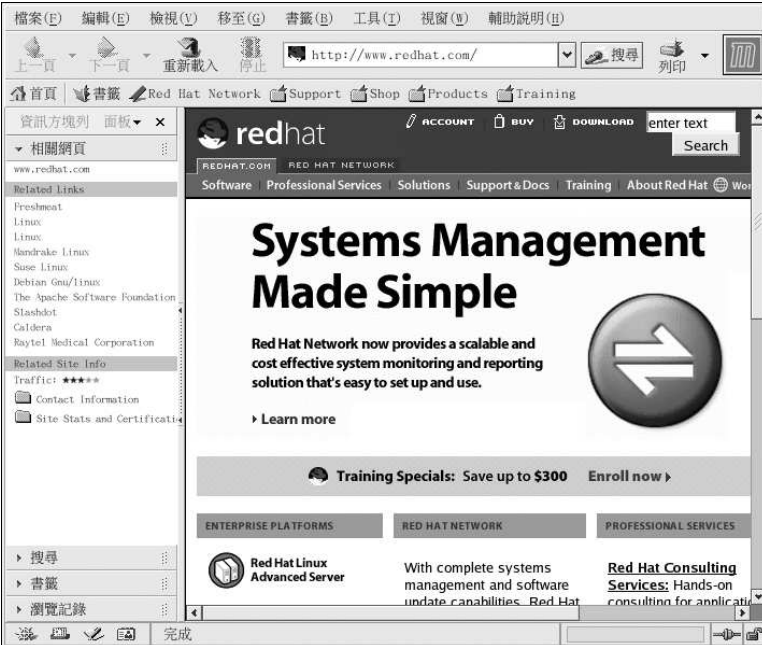 檔案(F) 編輯(E) 檢視(V) 移至(G) 書籤(B) 工具(T) 視窗(W) 輔助說明(H)
上一頁 下一頁 重新載入 停止 http://www.redhat.com/ 搜尋 列印
首頁 書籤 Red Hat Network Support Shop Products Training
資訊方塊列 面板
相關網頁
www.redhat.com
Related Links
Freshmeat
Linux
Linux
Mandrake Linux
Suse Linux
Debian Gnu/linux
The Apache Software Foundation
Slashdot
Caldera
Raytel Medical Corporation
Related Site Info
Traffic:
Contact Information
Site Stats and Certificati
搜尋
書籤
瀏覽記錄
redhat
ACCOUNT BUY DOWNLOAD enter text
Search
REDHAT.COM RED HAT NETWORK
Software Professional Services Solutions Support & Docs Training About Red Hat Wor
Systems Management
Made Simple
Red Hat Network now provides a scalable and
cost effective system monitoring and reporting
solution that's easy to set up and use.
Learn more
Training Specials: Save up to $300 Enroll now
ENTERPRISE PLATFORMS
Red Hat Linux
Advanced Server
RED HAT NETWORK
With complete systems
management and software
update capabilities, Red Hat
PROFESSIONAL SERVICES
Red Hat Consulting
Services: Hands-on
consulting for applicatio
完成